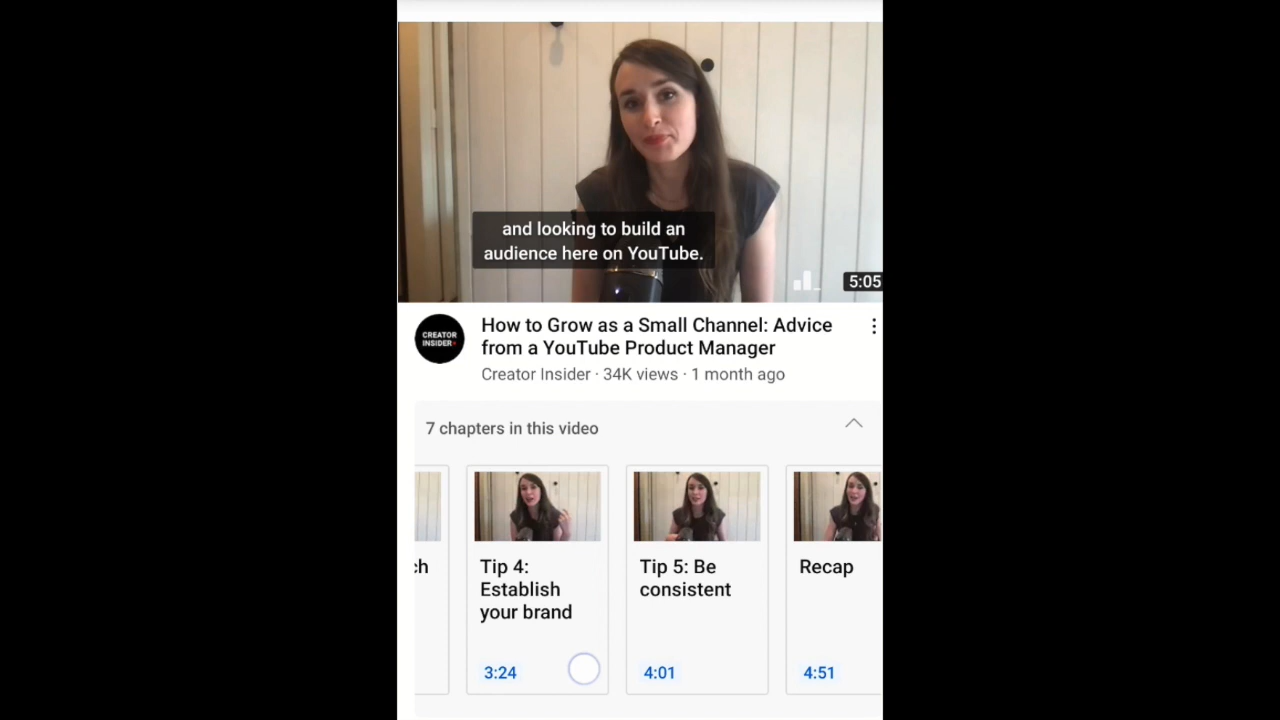 and looking to build an
audience here on YouTube.
5:05
CREATOR
INSIDER
How to Grow as a Small Channel: Advice
from a YouTube Product Manager
Creator Insider · 34K views · 1 month ago
7 chapters in this video
ch
Tip 4:
Establish
your brand
3:24
Tip 5: Be
consistent
4:01
Recap
4:51